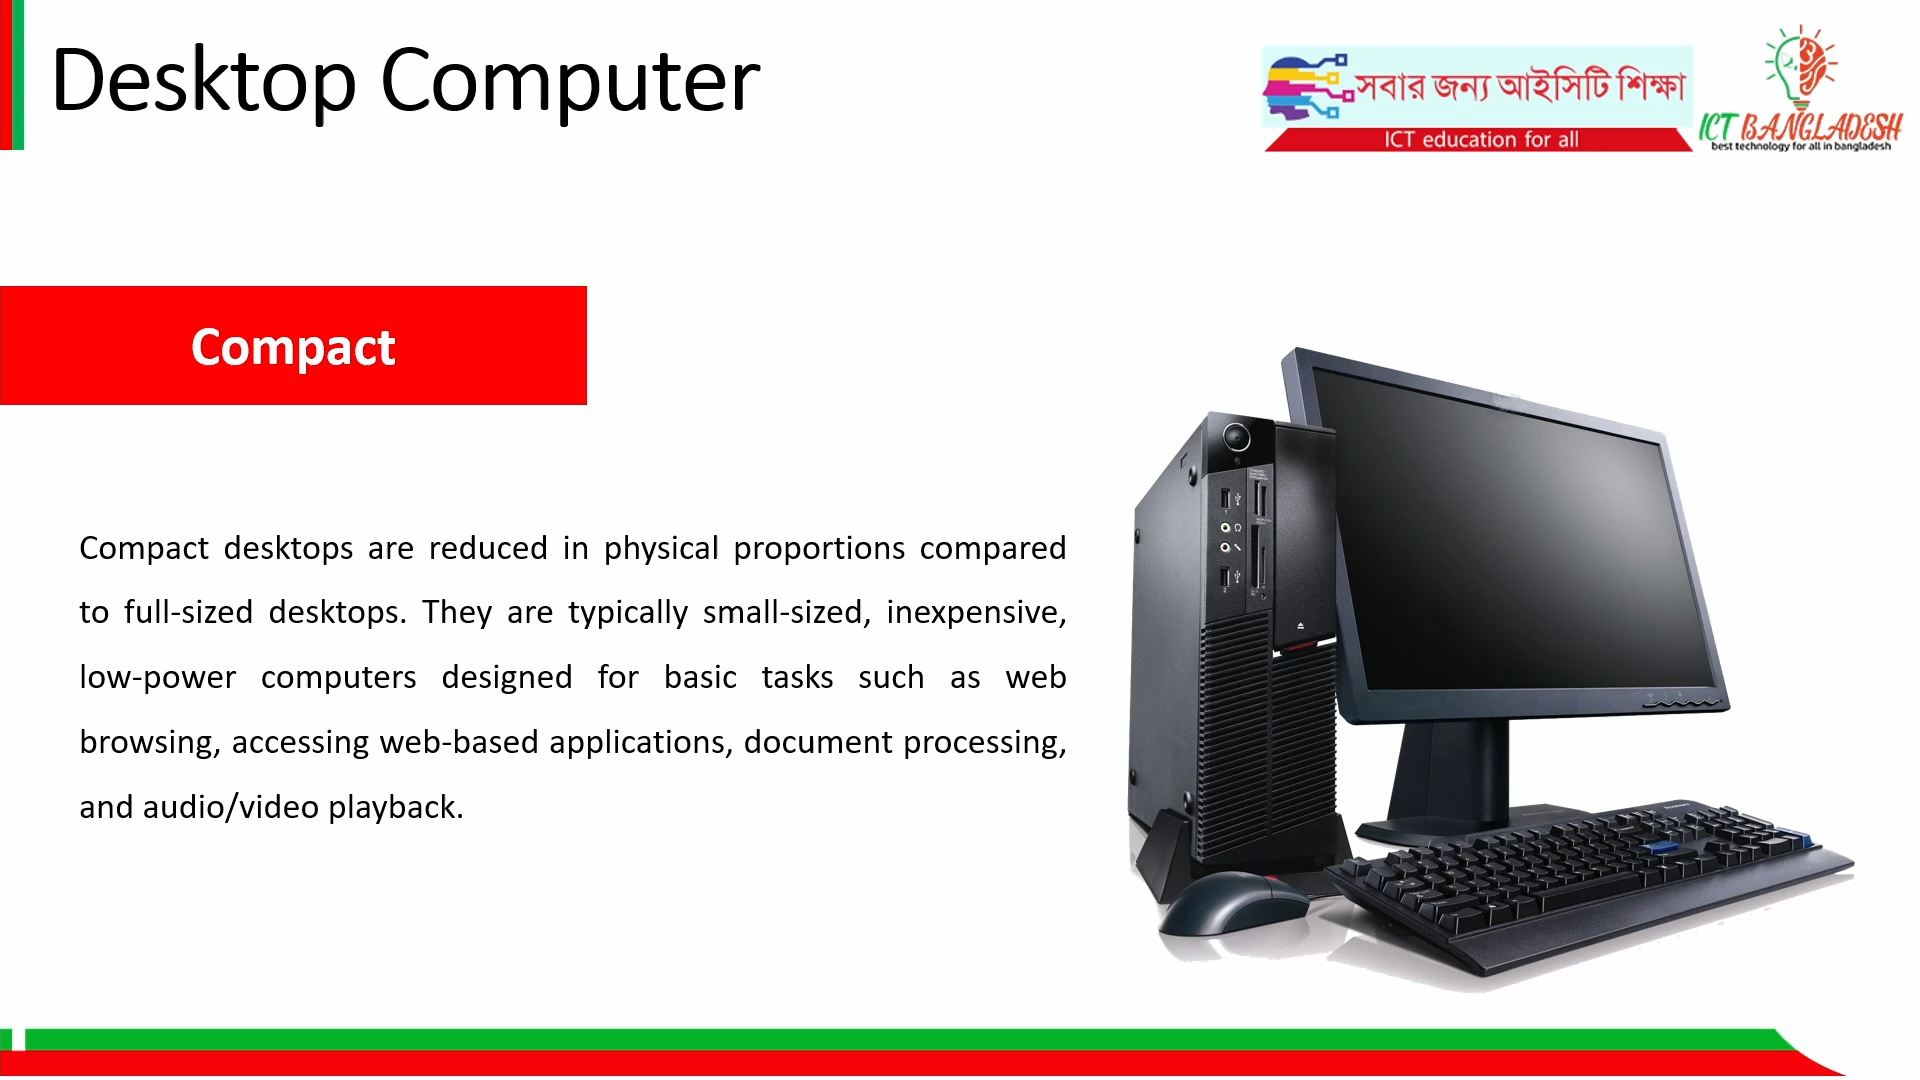 Desktop Computer
সবার জন্য আইসিটি শিক্ষা
ICT education for all
ICT BANGLADESH
best technology for all in bangladesh
Compact
Compact desktops are reduced in physical proportions compared
to full-sized desktops. They are typically small-sized, inexpensive,
low-power computers designed for basic tasks such as web
browsing, accessing web-based applications, document processing,
and audio/video playback.
1
2